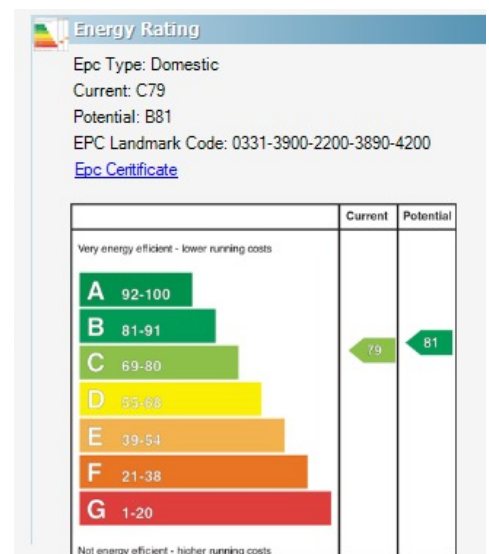 Energy Rating
Epc Type: Domestic
Current: C79
Potential: B81
EPC Landmark Code: 0331-3900-2200-3890-4200
Epc Ceritificate
Current Potential
Very energy efficient - lower running costs
A 92-100
B 81-91
C 69-80
D 55-68
E 39-54
F 21-38
G 1-20
79
81
Not energy efficient - higher running costs